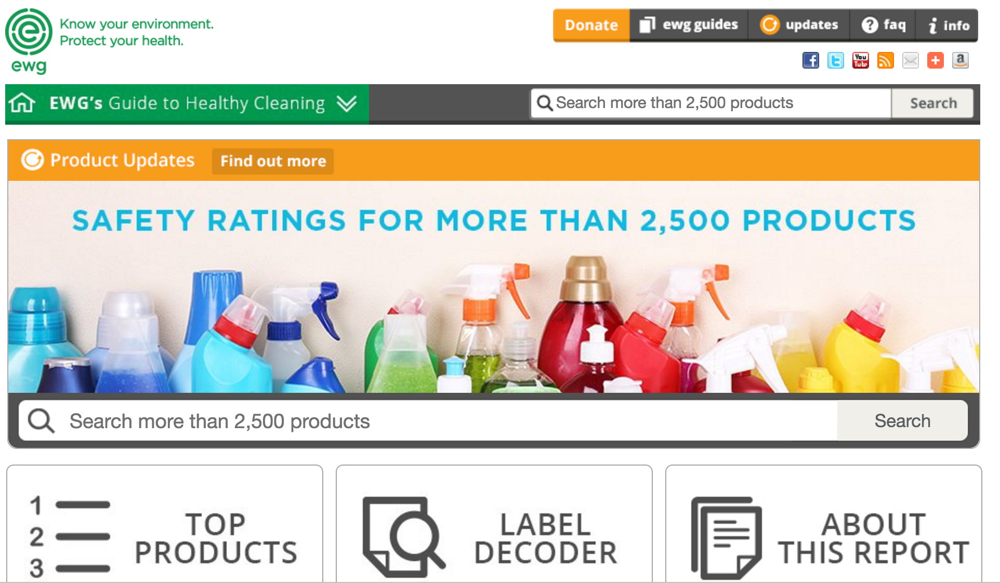 Know your environment.
Protect your health.
ewg
Donate
ewg guides
updates
? faq
i info
f
t
You
Tube
+
a
EWG's Guide to Healthy Cleaning
Search more than 2,500 products
Search
Product Updates
Find out more
SAFETY RATINGS FOR MORE THAN 2,500 PRODUCTS
Search more than 2,500 products
Search
1
2
3
TOP
PRODUCTS
LABEL
DECODER
ABOUT
THIS REPORT